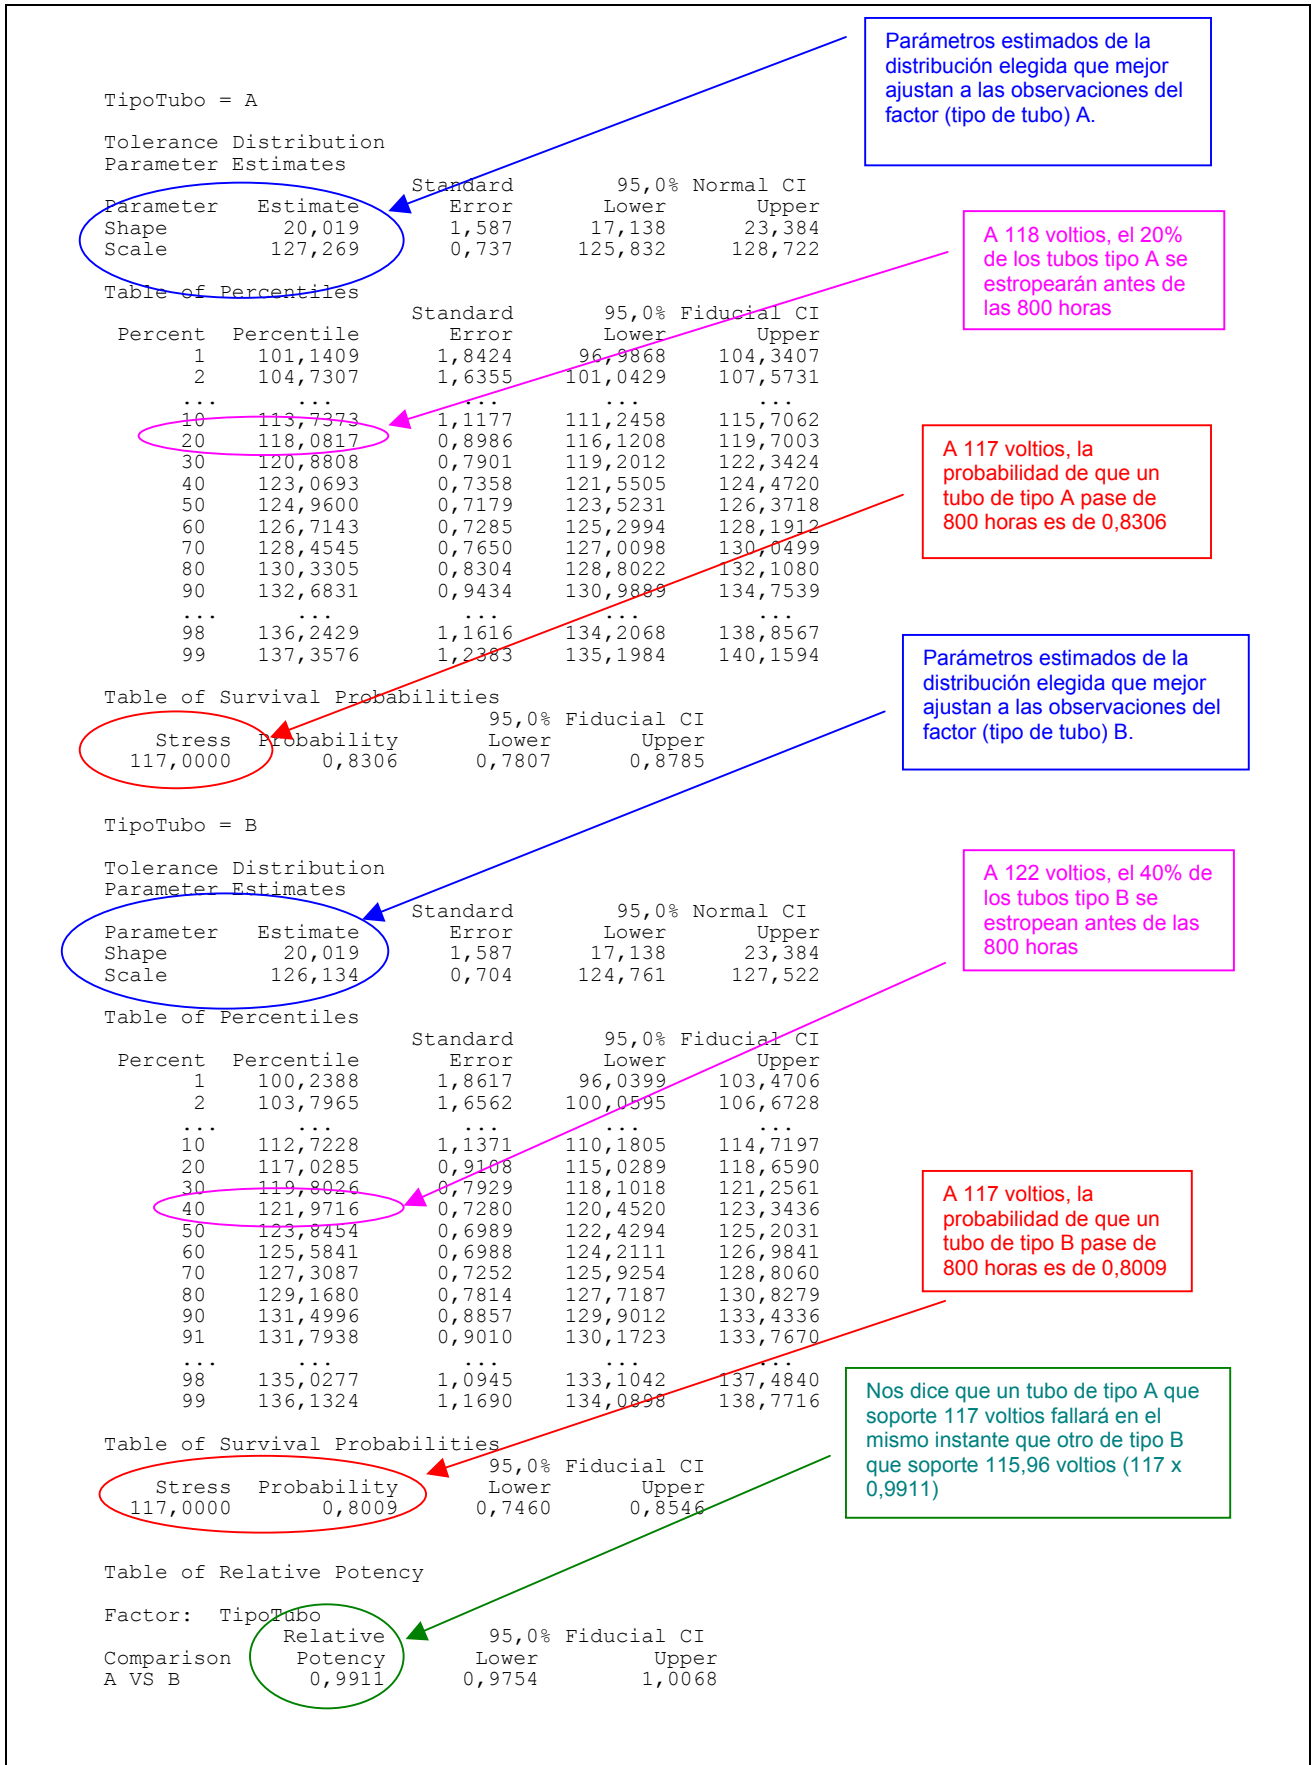 Parámetros estimados de la
distribución elegida que mejor
ajustan a las observaciones del
factor (tipo de tubo) A.
TipoTubo = A
Tolerance Distribution
Parameter Estimates
Standard 95,0% Normal CI
Parameter Estimate Error Lower Upper
Shape 20,019 1,587 17,138 23,384
Scale 127,269 0,737 125,832 128,722
A 118 voltios, el 20%
de los tubos tipo A se
estropearán antes de
las 800 horas
Table of Percentiles
Standard 95,0% Fiducial CI
Percent Percentile Error Lower Upper
1 101,1409 1,8424 96,9868 104,3407
2 104,7307 1,6355 101,0429 107,5731
... ... ... ... ...
10 113,7373 1,1177 111,2458 115,7062
20 118,0817 0,8986 116,1208 119,7003
30 120,8808 0,7901 119,2012 122,3424
40 123,0693 0,7358 121,5505 124,4720
50 124,9600 0,7179 123,5231 126,3718
60 126,7143 0,7285 125,2994 128,1912
70 128,4545 0,7650 127,0098 130,0499
80 130,3305 0,8304 128,8022 132,1080
90 132,6831 0,9434 130,9889 134,7539
... ... ... ... ...
98 136,2429 1,1616 134,2068 138,8567
99 137,3576 1,2383 135,1984 140,1594
A 117 voltios, la
probabilidad de que un
tubo de tipo A pase de
800 horas es de 0,8306
Table of Survival Probabilities
95,0% Fiducial CI
Stress Probability Lower Upper
117,0000 0,8306 0,7807 0,8785
Parámetros estimados de la
distribución elegida que mejor
ajustan a las observaciones del
factor (tipo de tubo) B.
TipoTubo = B
Tolerance Distribution
Parameter Estimates
Standard 95,0% Normal CI
Parameter Estimate Error Lower Upper
Shape 20,019 1,587 17,138 23,384
Scale 126,134 0,704 124,761 127,522
A 122 voltios, el 40% de
los tubos tipo B se
estropean antes de las
800 horas
Table of Percentiles
Standard 95,0% Fiducial CI
Percent Percentile Error Lower Upper
1 100,2388 1,8617 96,0399 103,4706
2 103,7965 1,6562 100,0595 106,6728
... ... ... ... ...
10 112,7228 1,1371 110,1805 114,7197
20 117,0285 0,9108 115,0289 118,6590
30 119,8026 0,7929 118,1018 121,2561
40 121,9716 0,7280 120,4520 123,3436
50 123,8454 0,6989 122,4294 125,2031
60 125,5841 0,6988 124,2111 126,9841
70 127,3087 0,7252 125,9254 128,8060
80 129,1680 0,7814 127,7187 130,8279
90 131,4996 0,8857 129,9012 133,4336
91 131,7938 0,9010 130,1723 133,7670
... ... ... ... ...
98 135,0277 1,0945 133,1042 137,4840
99 136,1324 1,1690 134,0898 138,7716
A 117 voltios, la
probabilidad de que un
tubo de tipo B pase de
800 horas es de 0,8009
Table of Survival Probabilities
95,0% Fiducial CI
Stress Probability Lower Upper
117,0000 0,8009 0,7460 0,8546
Nos dice que un tubo de tipo A que
soporte 117 voltios fallará en el
mismo instante que otro de tipo B
que soporte 115,96 voltios (117 x
0,9911)
Table of Relative Potency
Factor: TipoTubo
Relative 95,0% Fiducial CI
Comparison Potency Lower Upper
A VS B 0,9911 0,9754 1,0068